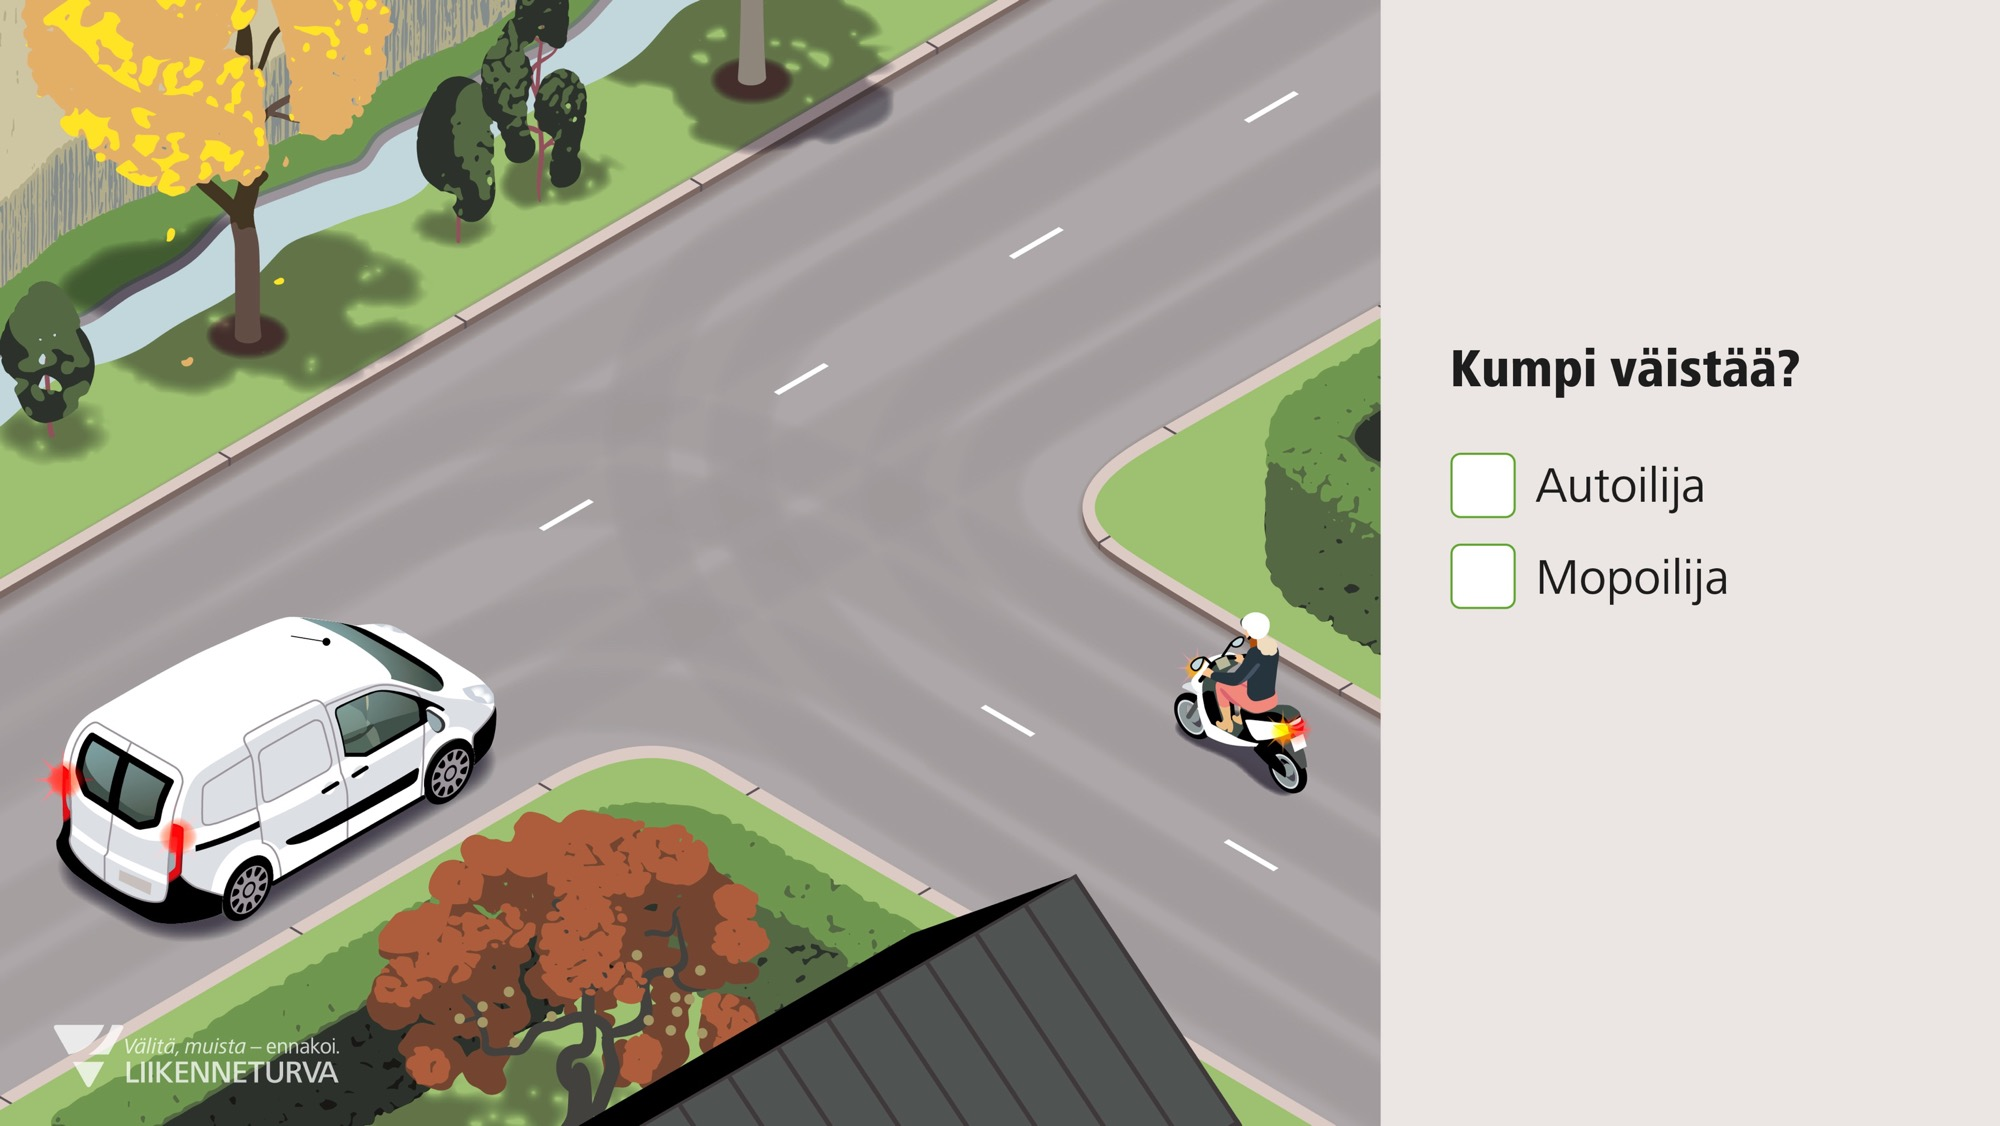 Kumpi väistää?
Autoilija
Mopoilija
Välitä, muista – ennakoi.
LIIKENNETURVA